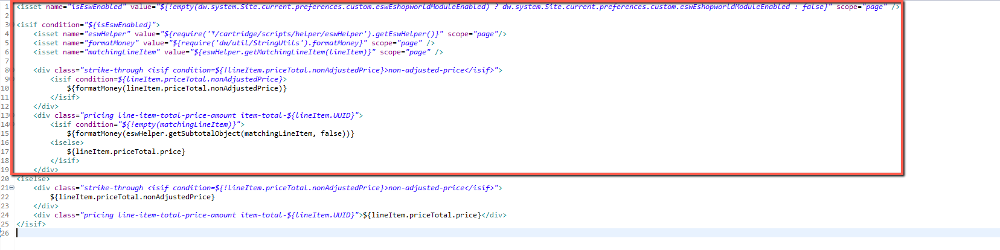 1 <isset name="isEswEnabled" value="${!empty(dw.system.Site.current.preferences.custom.eswEshopworldModuleEnabled) ? dw.system.Site.current.preferences.custom.eswEshopworldModuleEnabled : false}" scope="page" />
2
3 <isif condition="${isEswEnabled}">
4     <isset name="eswHelper" value="${require('*/cartridge/scripts/helper/eswHelper').getEswHelper()}" scope="page"/>
5     <isset name="formatMoney" value="${require('dw/util/StringUtils').formatMoney}" scope="page" />
6     <isset name="matchingLineItem" value="${eswHelper.getMatchingLineItem(lineItem)}" scope="page" />
7
8     <div class="strike-through <isif condition=${!lineItem.priceTotal.nonAdjustedPrice}>non-adjusted-price</isif>">
9         <isif condition=${lineItem.priceTotal.nonAdjustedPrice}>
10             ${formatMoney(lineItem.priceTotal.nonAdjustedPrice)}
11         </isif>
12     </div>
13     <div class="pricing line-item-total-price-amount item-total-${lineItem.UUID}">
14         <isif condition="${!empty(matchingLineItem)}">
15             ${formatMoney(eswHelper.getSubtotalObject(matchingLineItem, false))}
16         <iselse>
17             ${lineItem.priceTotal.price}
18         </isif>
19     </div>
20 <iselse>
21     <div class="strike-through <isif condition=${!lineItem.priceTotal.nonAdjustedPrice}>non-adjusted-price</isif>">
22         ${lineItem.priceTotal.nonAdjustedPrice}
23     </div>
24     <div class="pricing line-item-total-price-amount item-total-${lineItem.UUID}">${lineItem.priceTotal.price}</div>
25 </isif>
26